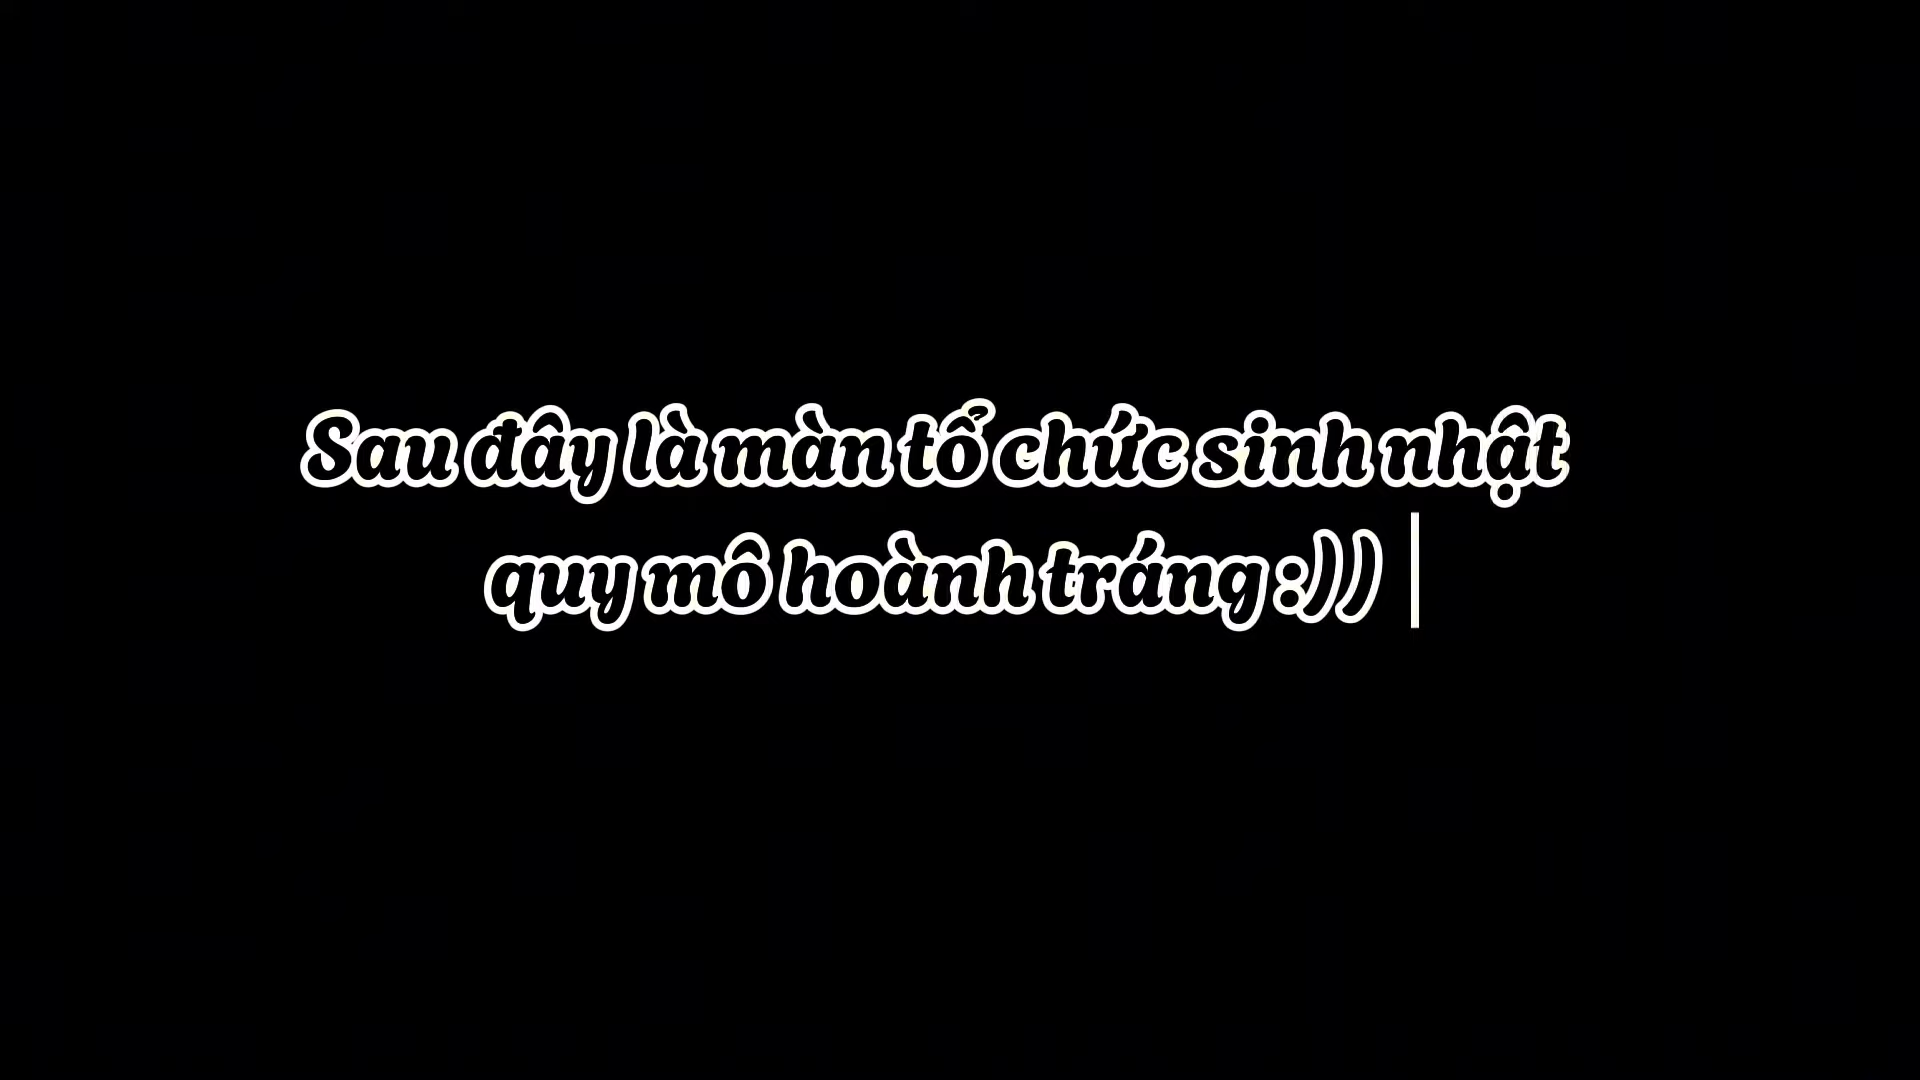 Sau đây là màn tổ chức sinh nhật
quy mô hoành tráng :))